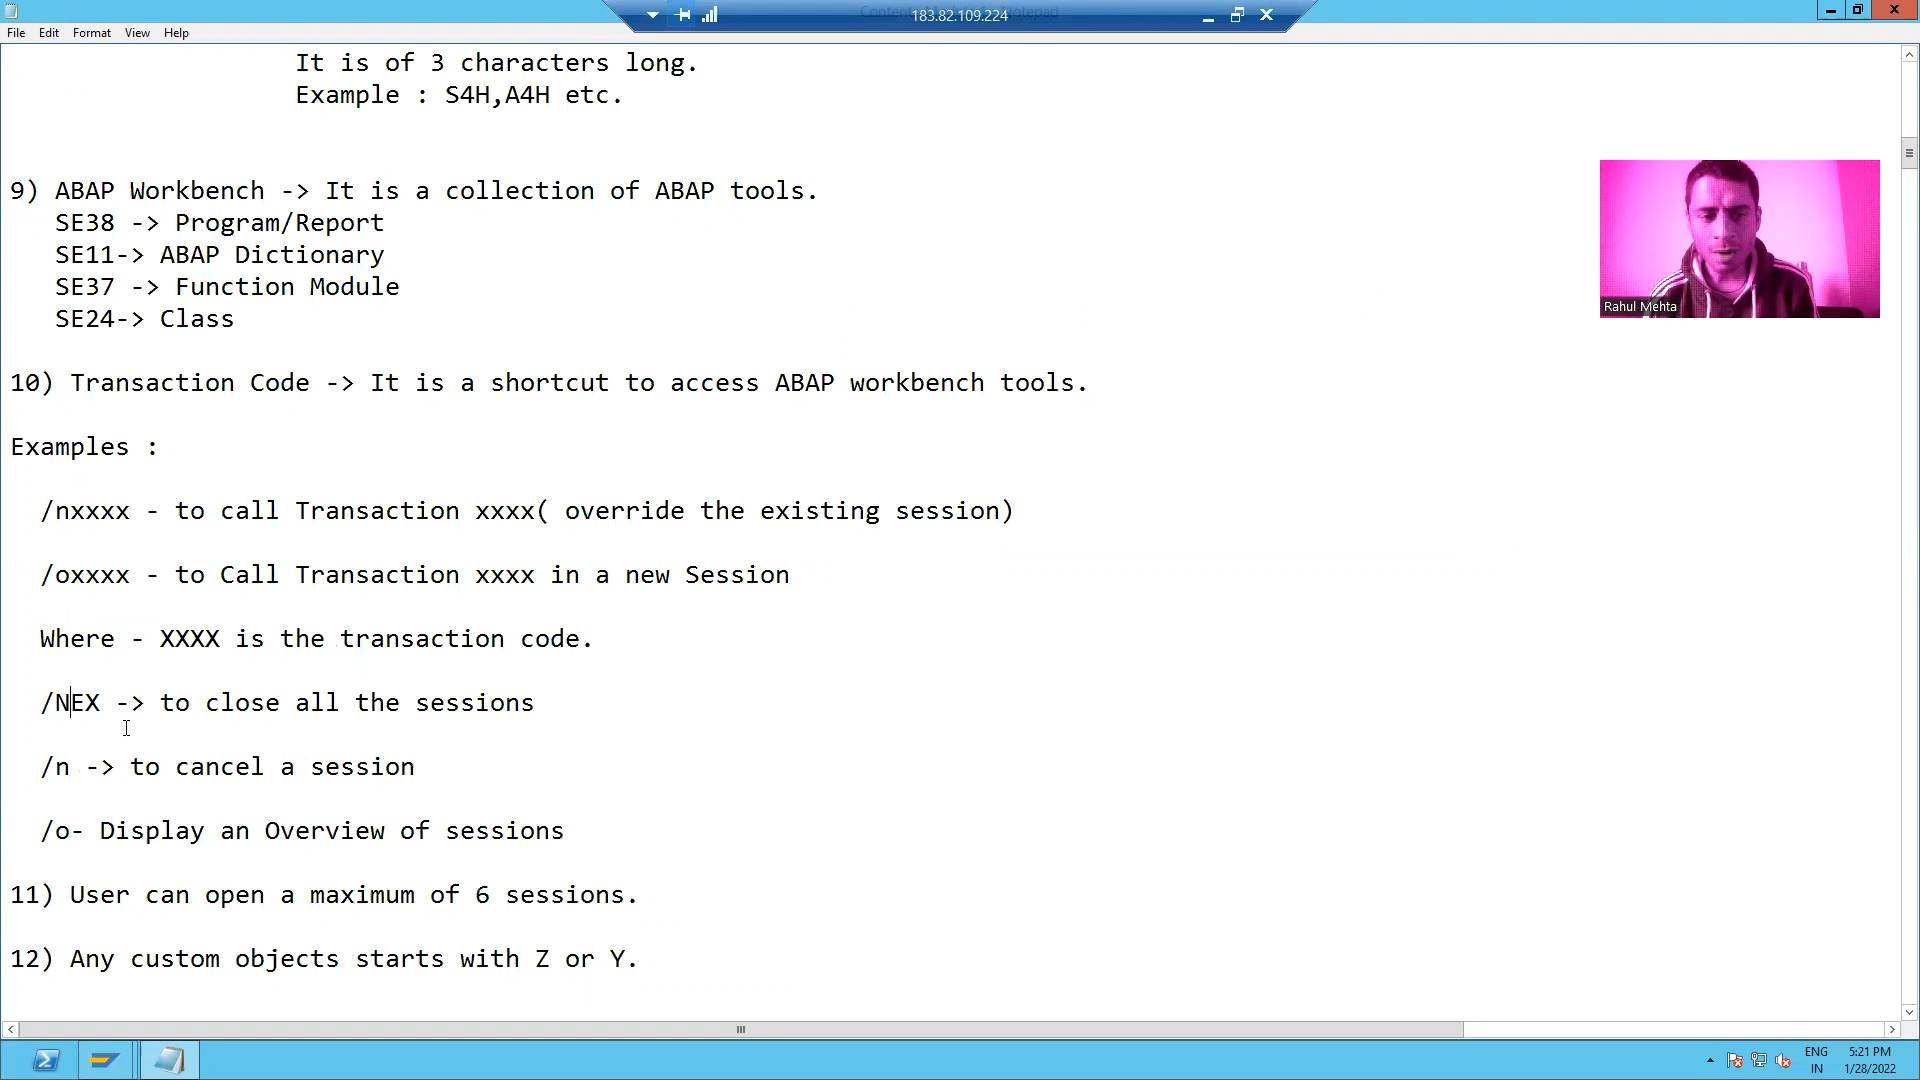 183.82.109.224
File Edit Format View Help
It is of 3 characters long.
Example : S4H,A4H etc.
9) ABAP Workbench -> It is a collection of ABAP tools.
SE38 -> Program/Report
SE11-> ABAP Dictionary
SE37 -> Function Module
SE24-> Class
Rahul Mehta
10) Transaction Code -> It is a shortcut to access ABAP workbench tools.
Examples :
/nxxxx - to call Transaction xxxx( override the existing session)
/oxxxx - to Call Transaction xxxx in a new Session
Where - XXXX is the transaction code.
/NEX -> to close all the sessions
/n -> to cancel a session
/o- Display an Overview of sessions
11) User can open a maximum of 6 sessions.
12) Any custom objects starts with Z or Y.
ENG 5:21 PM
IN 1/28/2022